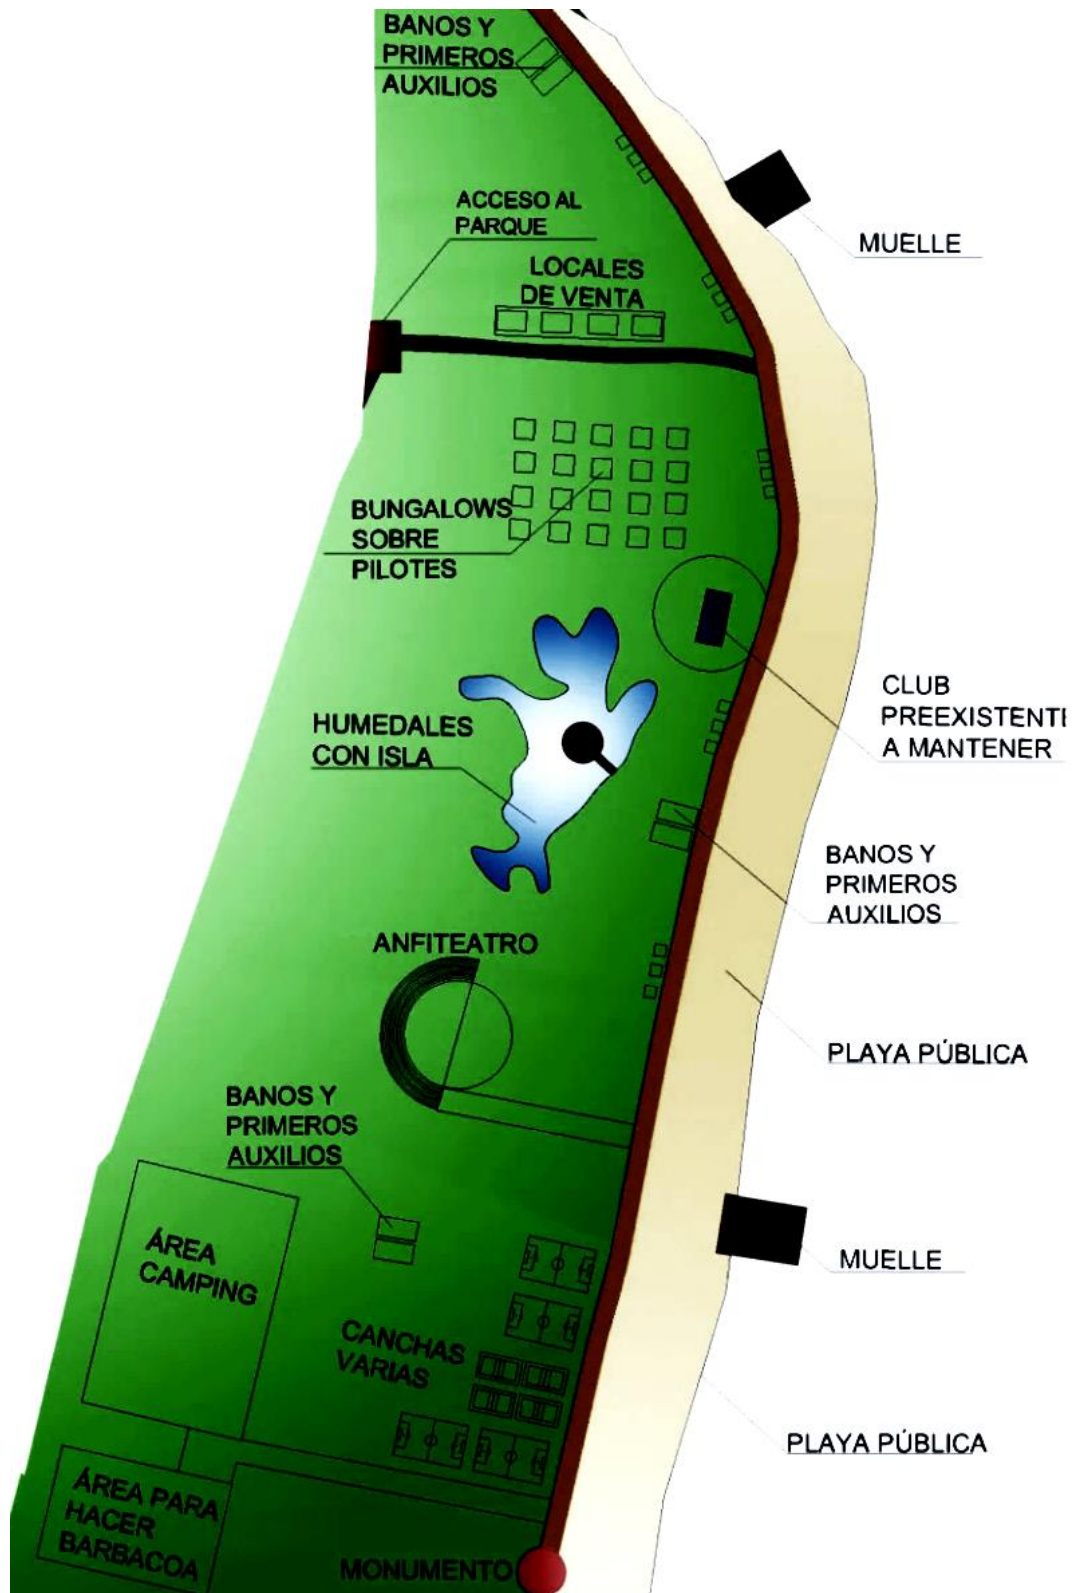 BANOS Y
PRIMEROS
AUXILIOS
ACCESO AL
PARQUE
MUELLE
LOCALES
DE VENTA
BUNGALOWS
SOBRE
PILOTES
CLUB
PREEXISTENTE
A MANTENER
HUMEDALES
CON ISLA
BANOS Y
PRIMEROS
AUXILIOS
ANFITEATRO
PLAYA PÚBLICA
BANOS Y
PRIMEROS
AUXILIOS
ÁREA
CAMPING
MUELLE
CANCHAS
VARIAS
PLAYA PÚBLICA
ÁREA PARA
HACER
BARBACOA
MONUMENTO